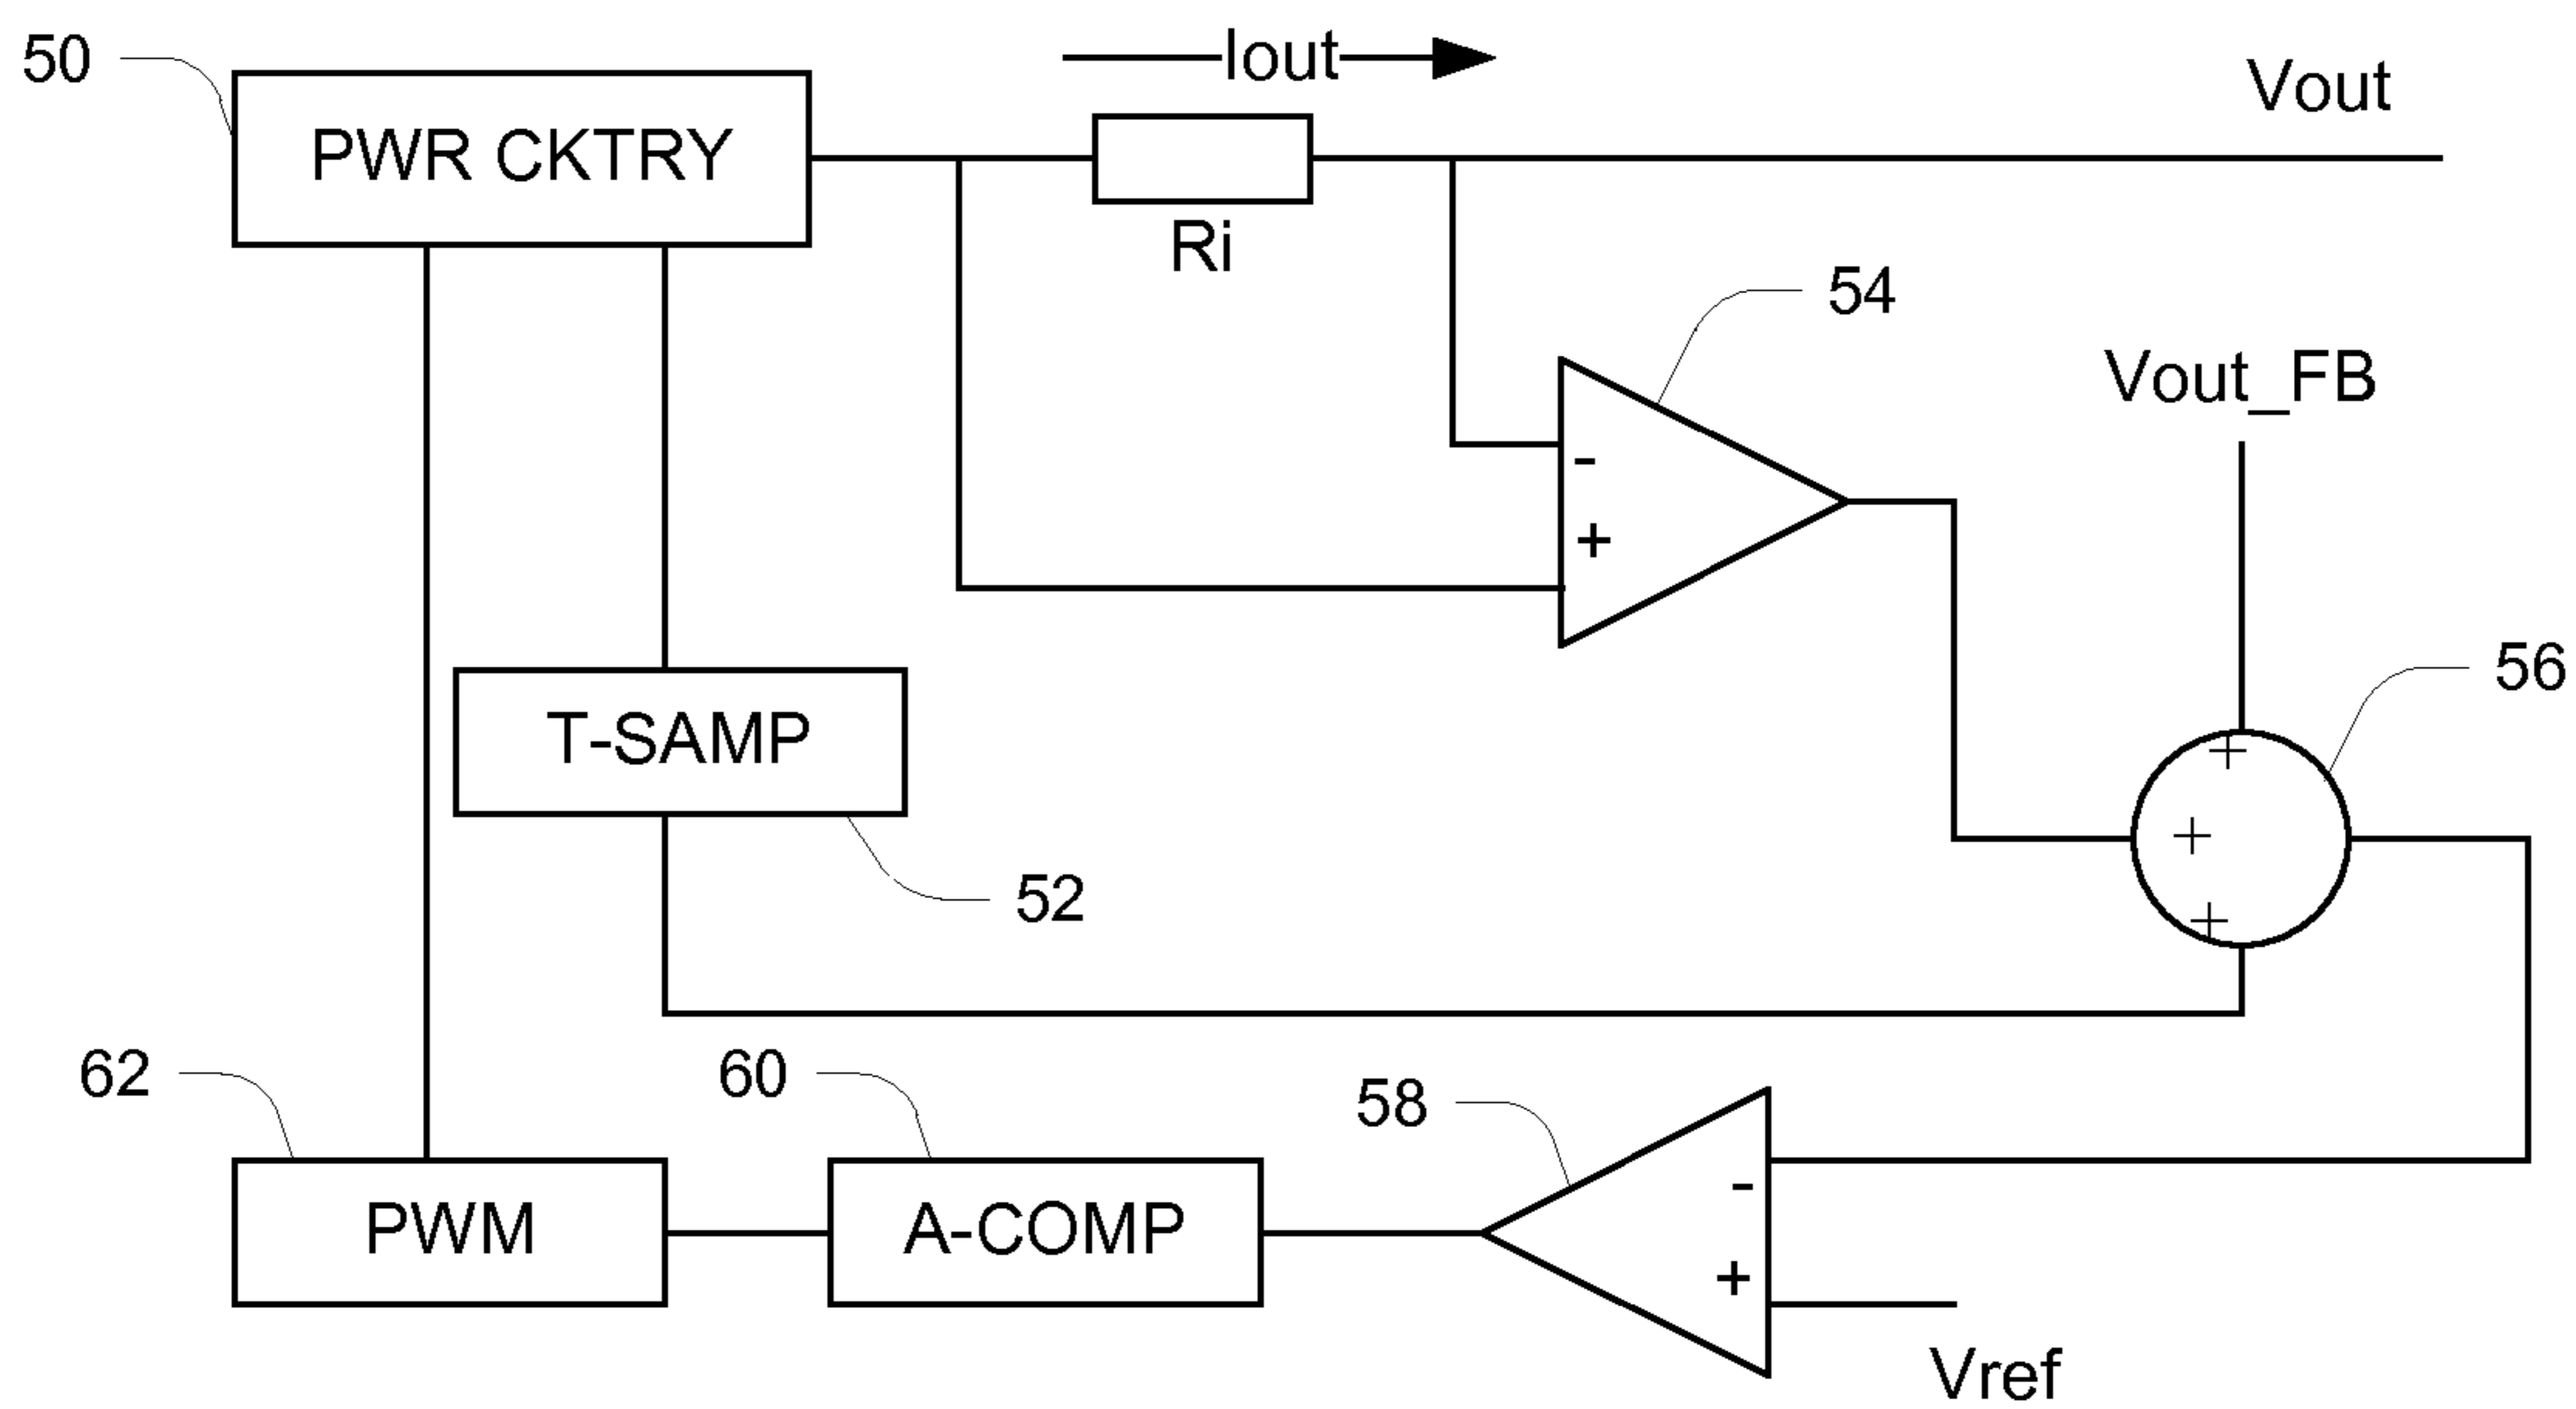 50
PWR CKTRY
Iout
Vout
Ri
54
-
+
Vout_FB
56
+
+
+
T-SAMP
52
62
PWM
60
A-COMP
58
-
+
Vref